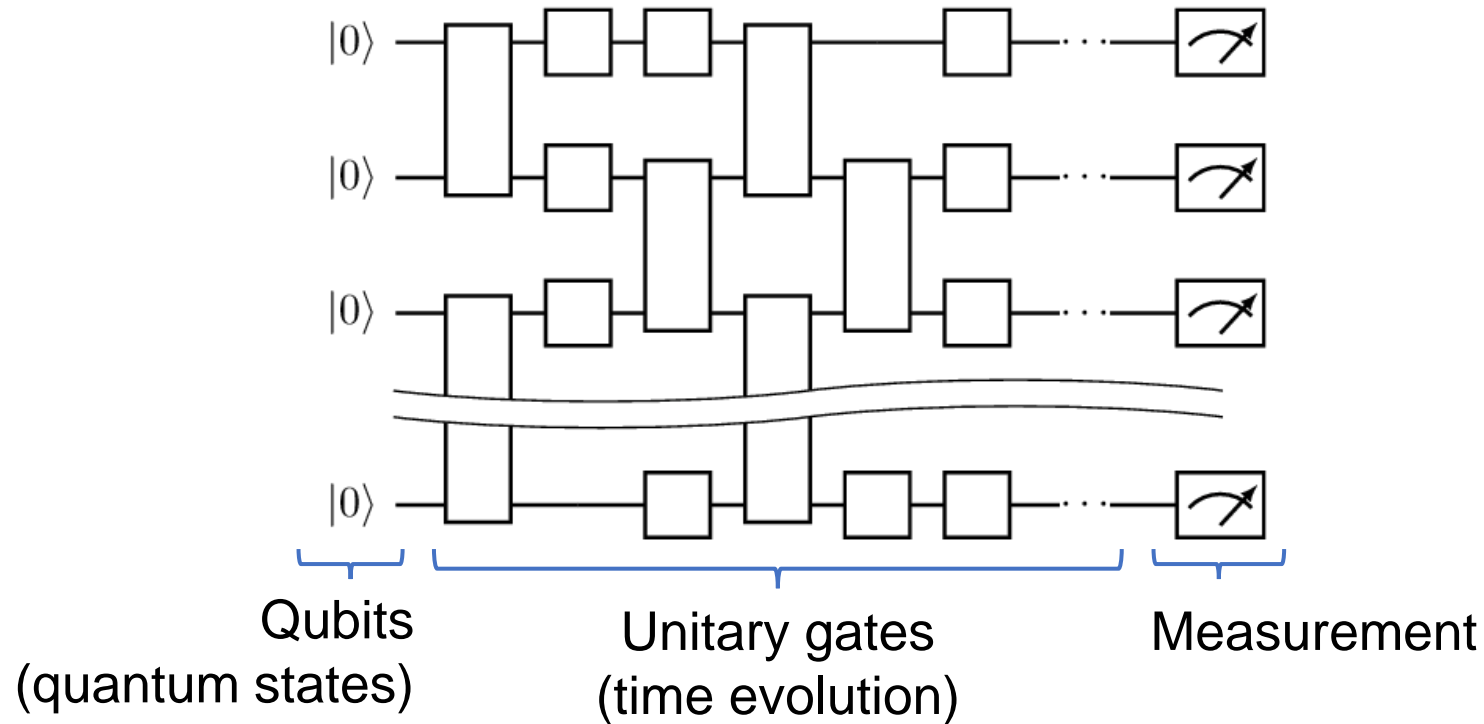 |0⟩
· · ·
|0⟩
· · ·
|0⟩
· · ·
|0⟩
· · ·
Qubits
(quantum states)
Unitary gates
(time evolution)
Measurement